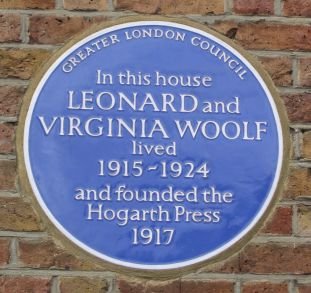 GREATER LONDON COUNCIL
In this house
LEONARD and
VIRGINIA WOOLF
lived
1915-1924
and founded the
Hogarth Press
1917